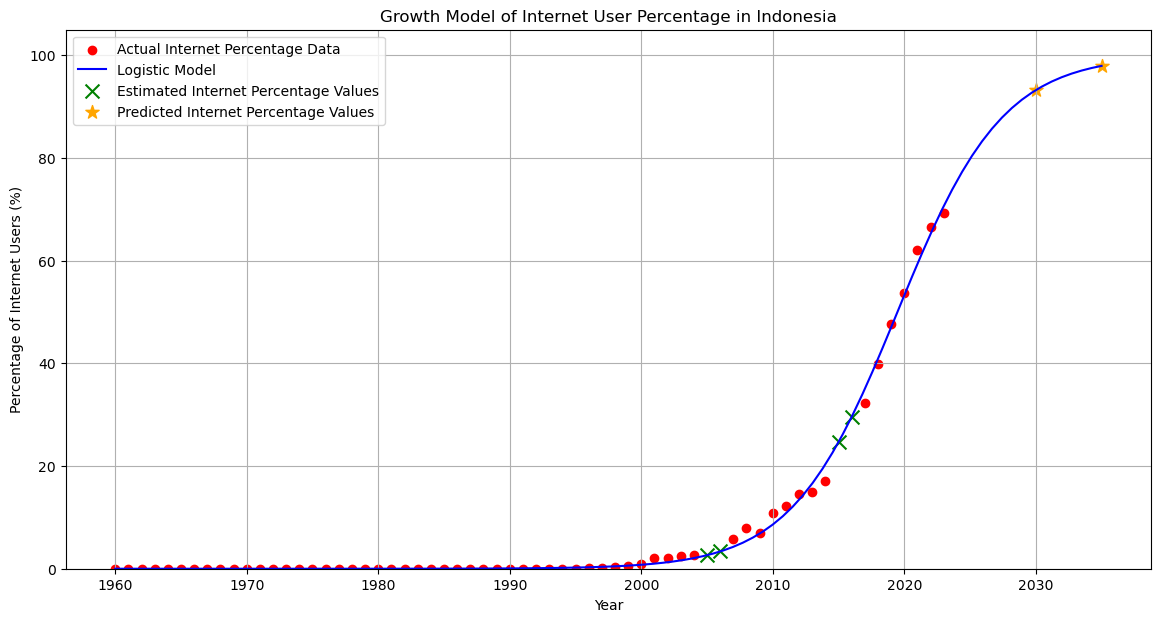 Growth Model of Internet User Percentage in Indonesia
100
80
60
40
20
0
Percentage of Internet Users (%)
Actual Internet Percentage Data
Logistic Model
Estimated Internet Percentage Values
Predicted Internet Percentage Values
1960 1970 1980 1990 2000 2010 2020 2030
Year